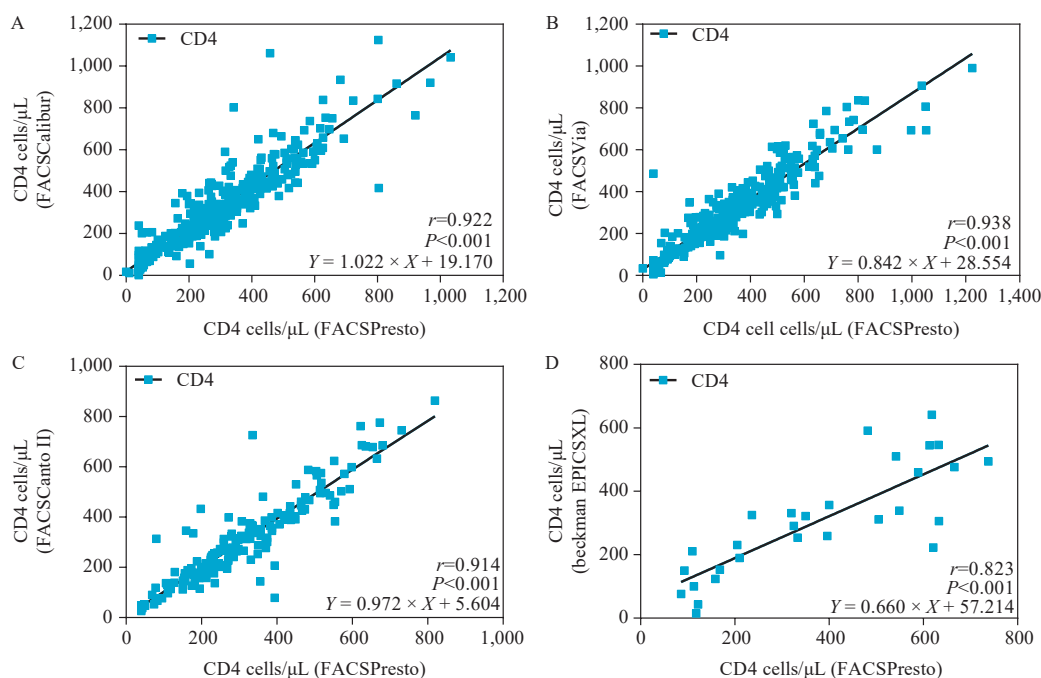 A
1,200
1,000
800
600
400
200
0
CD4
CD4 cells/μL
(FACSCalibur)
r=0.922
P<0.001
Y = 1.022 × X + 19.170
0 200 400 600 800 1,000 1,200
CD4 cells/μL (FACSPresto)
B
1,200
1,000
800
600
400
200
0
CD4
CD4 cells/μL
(FACSVia)
r=0.938
P<0.001
Y = 0.842 × X + 28.554
0 200 400 600 800 1,000 1,200 1,400
CD4 cell cells/μL (FACSPresto)
C
1,000
800
600
400
200
0
CD4
CD4 cells/μL
(FACSCanto II)
r=0.914
P<0.001
Y = 0.972 × X + 5.604
0 200 400 600 800 1,000
CD4 cells/μL (FACSPresto)
D
800
600
400
200
0
CD4
CD4 cells/μL
(beckman EPICSXL)
r=0.823
P<0.001
Y = 0.660 × X + 57.214
0 200 400 600 800
CD4 cells/μL (FACSPresto)